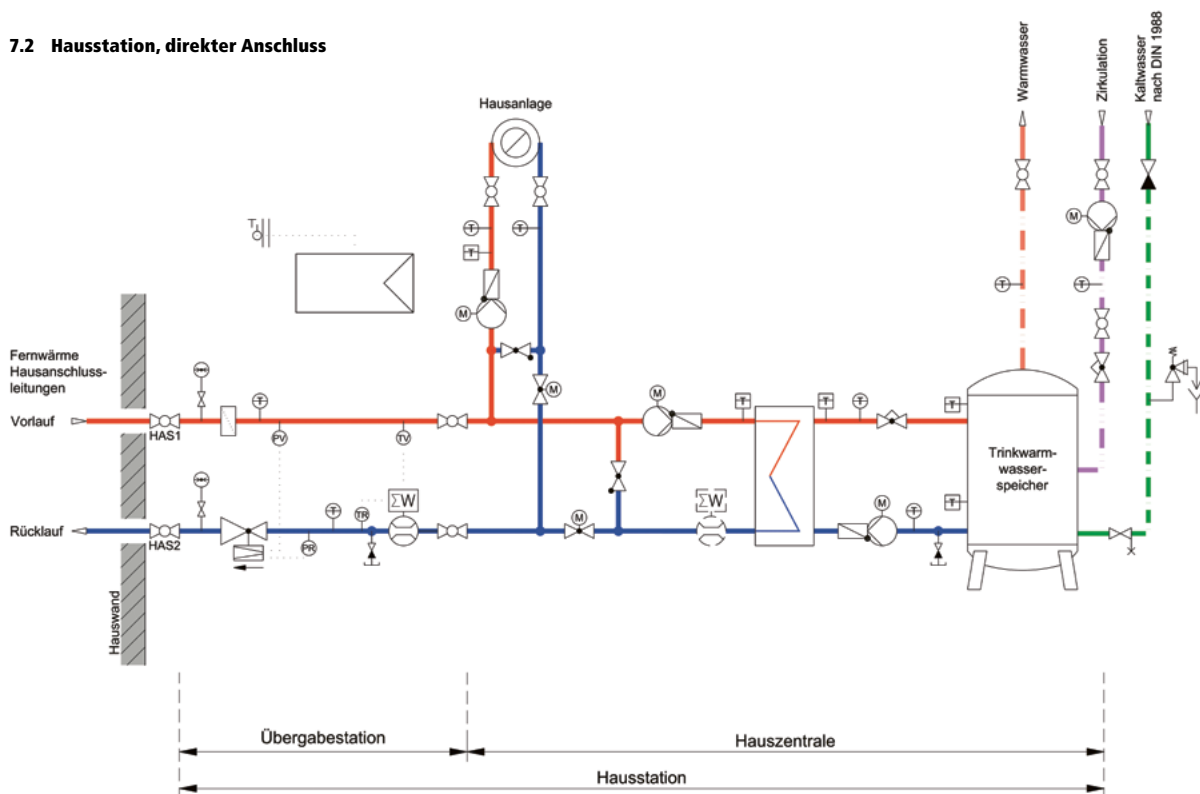 7.2 Hausstation, direkter Anschluss
Warmwasser
Zirkulation
Kaltwasser
nach DIN 1988
Hausanlage
T
T
T
T
M
M
T
T
W
Fernwärme
Hausanschluss-
leitungen
Vorlauf
HAS1
T
PV
TV
M
M
T
T
T
T
Trinkwarm-
wasser-
speicher
T
Rücklauf
HAS2
PR
T
TR
ΣW
M
ΣW
M
T
Hauswand
Übergabestation
Hauszentrale
Hausstation